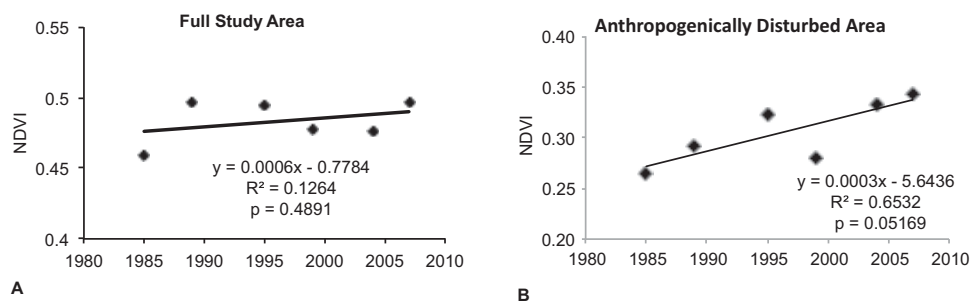 Full Study Area
0.55
0.5
0.45
0.4
NDVI
1980 1985 1990 1995 2000 2005 2010
y = 0.0006x - 0.7784
R² = 0.1264
p = 0.4891
A
Anthropogenically Disturbed Area
0.40
0.35
0.30
0.25
0.20
NDVI
1980 1985 1990 1995 2000 2005 2010
y = 0.0003x - 5.6436
R² = 0.6532
p = 0.05169
B